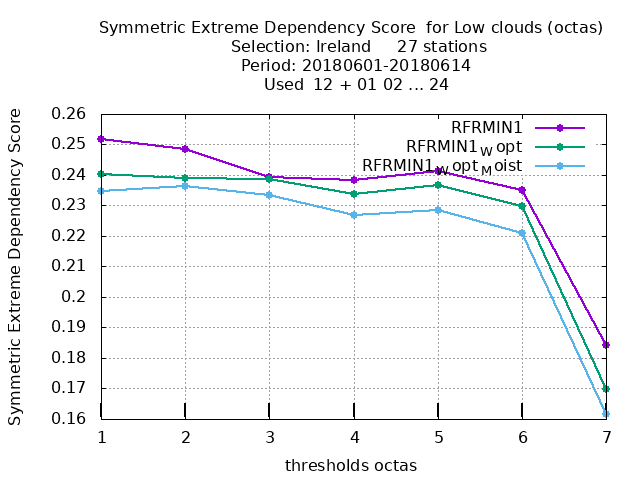 Symmetric Extreme Dependency Score for Low clouds (octas)
Selection: Ireland 27 stations
Period: 20180601-20180614
Used 12 + 01 02 ... 24
Symmetric Extreme Dependency Score
0.26
0.25
0.24
0.23
0.22
0.21
0.2
0.19
0.18
0.17
0.16
RFRMIN1
RFRMIN1Wopt
RFRMIN1WoptMoist
1 2 3 4 5 6 7
thresholds octas